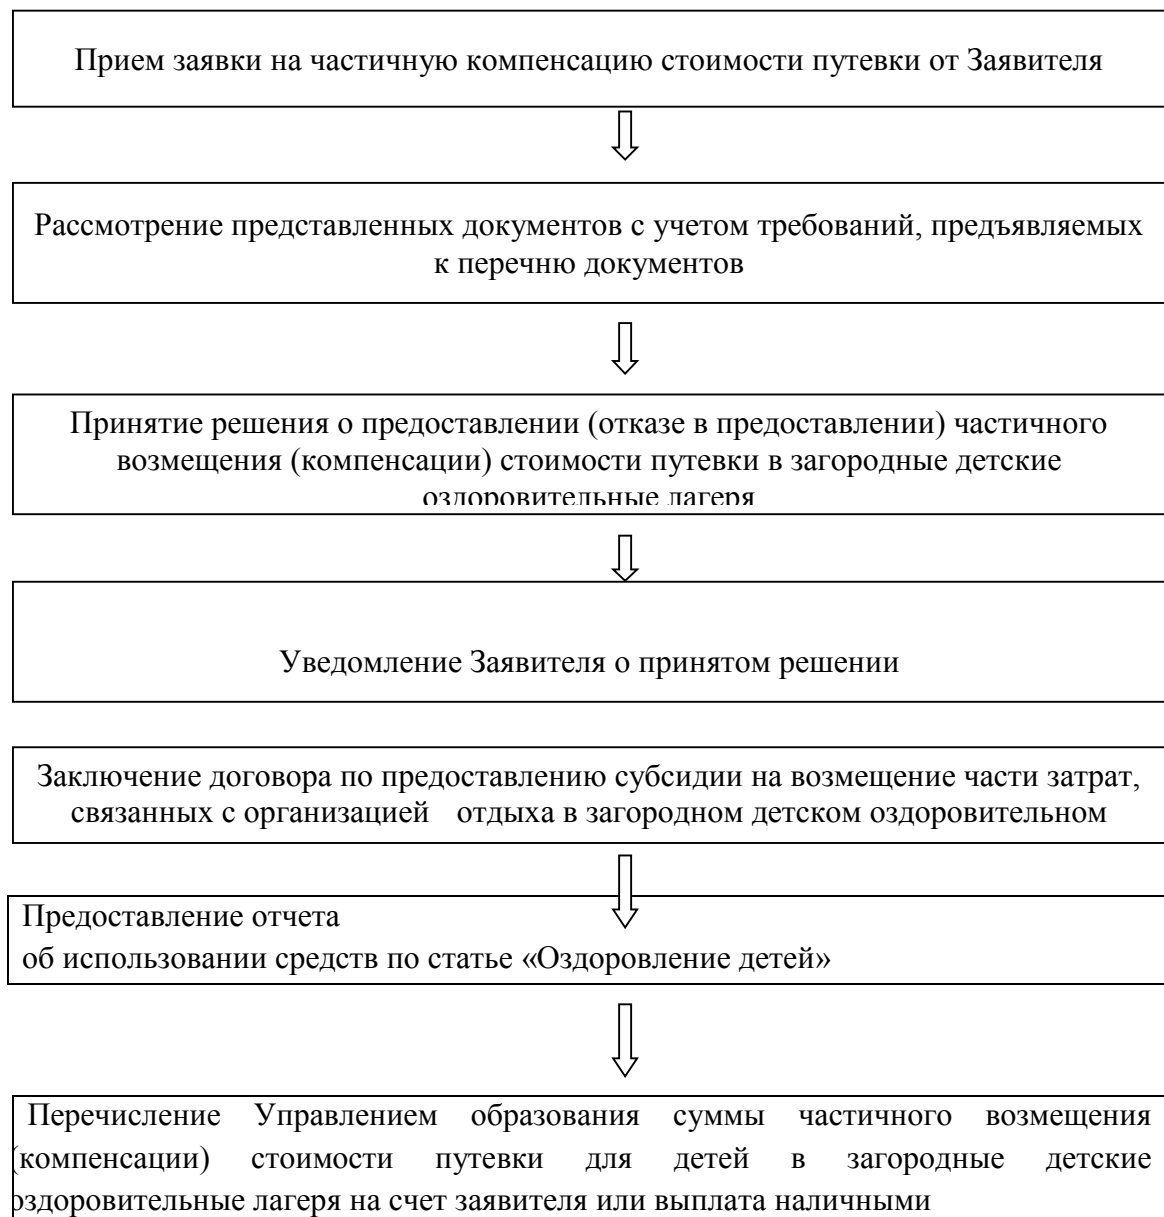 Прием заявки на частичную компенсацию стоимости путевки от Заявителя
Рассмотрение представленных документов с учетом требований, предъявляемых
к перечню документов
Принятие решения о предоставлении (отказе в предоставлении) частичного
возмещения (компенсации) стоимости путевки в загородные детские
оздоровительные лагеря
Уведомление Заявителя о принятом решении
Заключение договора по предоставлению субсидии на возмещение части затрат,
связанных с организацией отдыха в загородном детском оздоровительном
Предоставление отчета
об использовании средств по статье «Оздоровление детей»
Перечисление Управлением образования суммы частичного возмещения
(компенсации) стоимости путевки для детей в загородные детские
оздоровительные лагеря на счет заявителя или выплата наличными